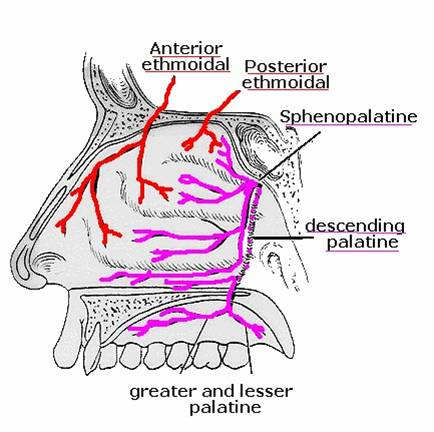 Anterior
ethmoidal
Posterior
ethmoidal
Sphenopalatine
descending
palatine
greater and lesser
palatine